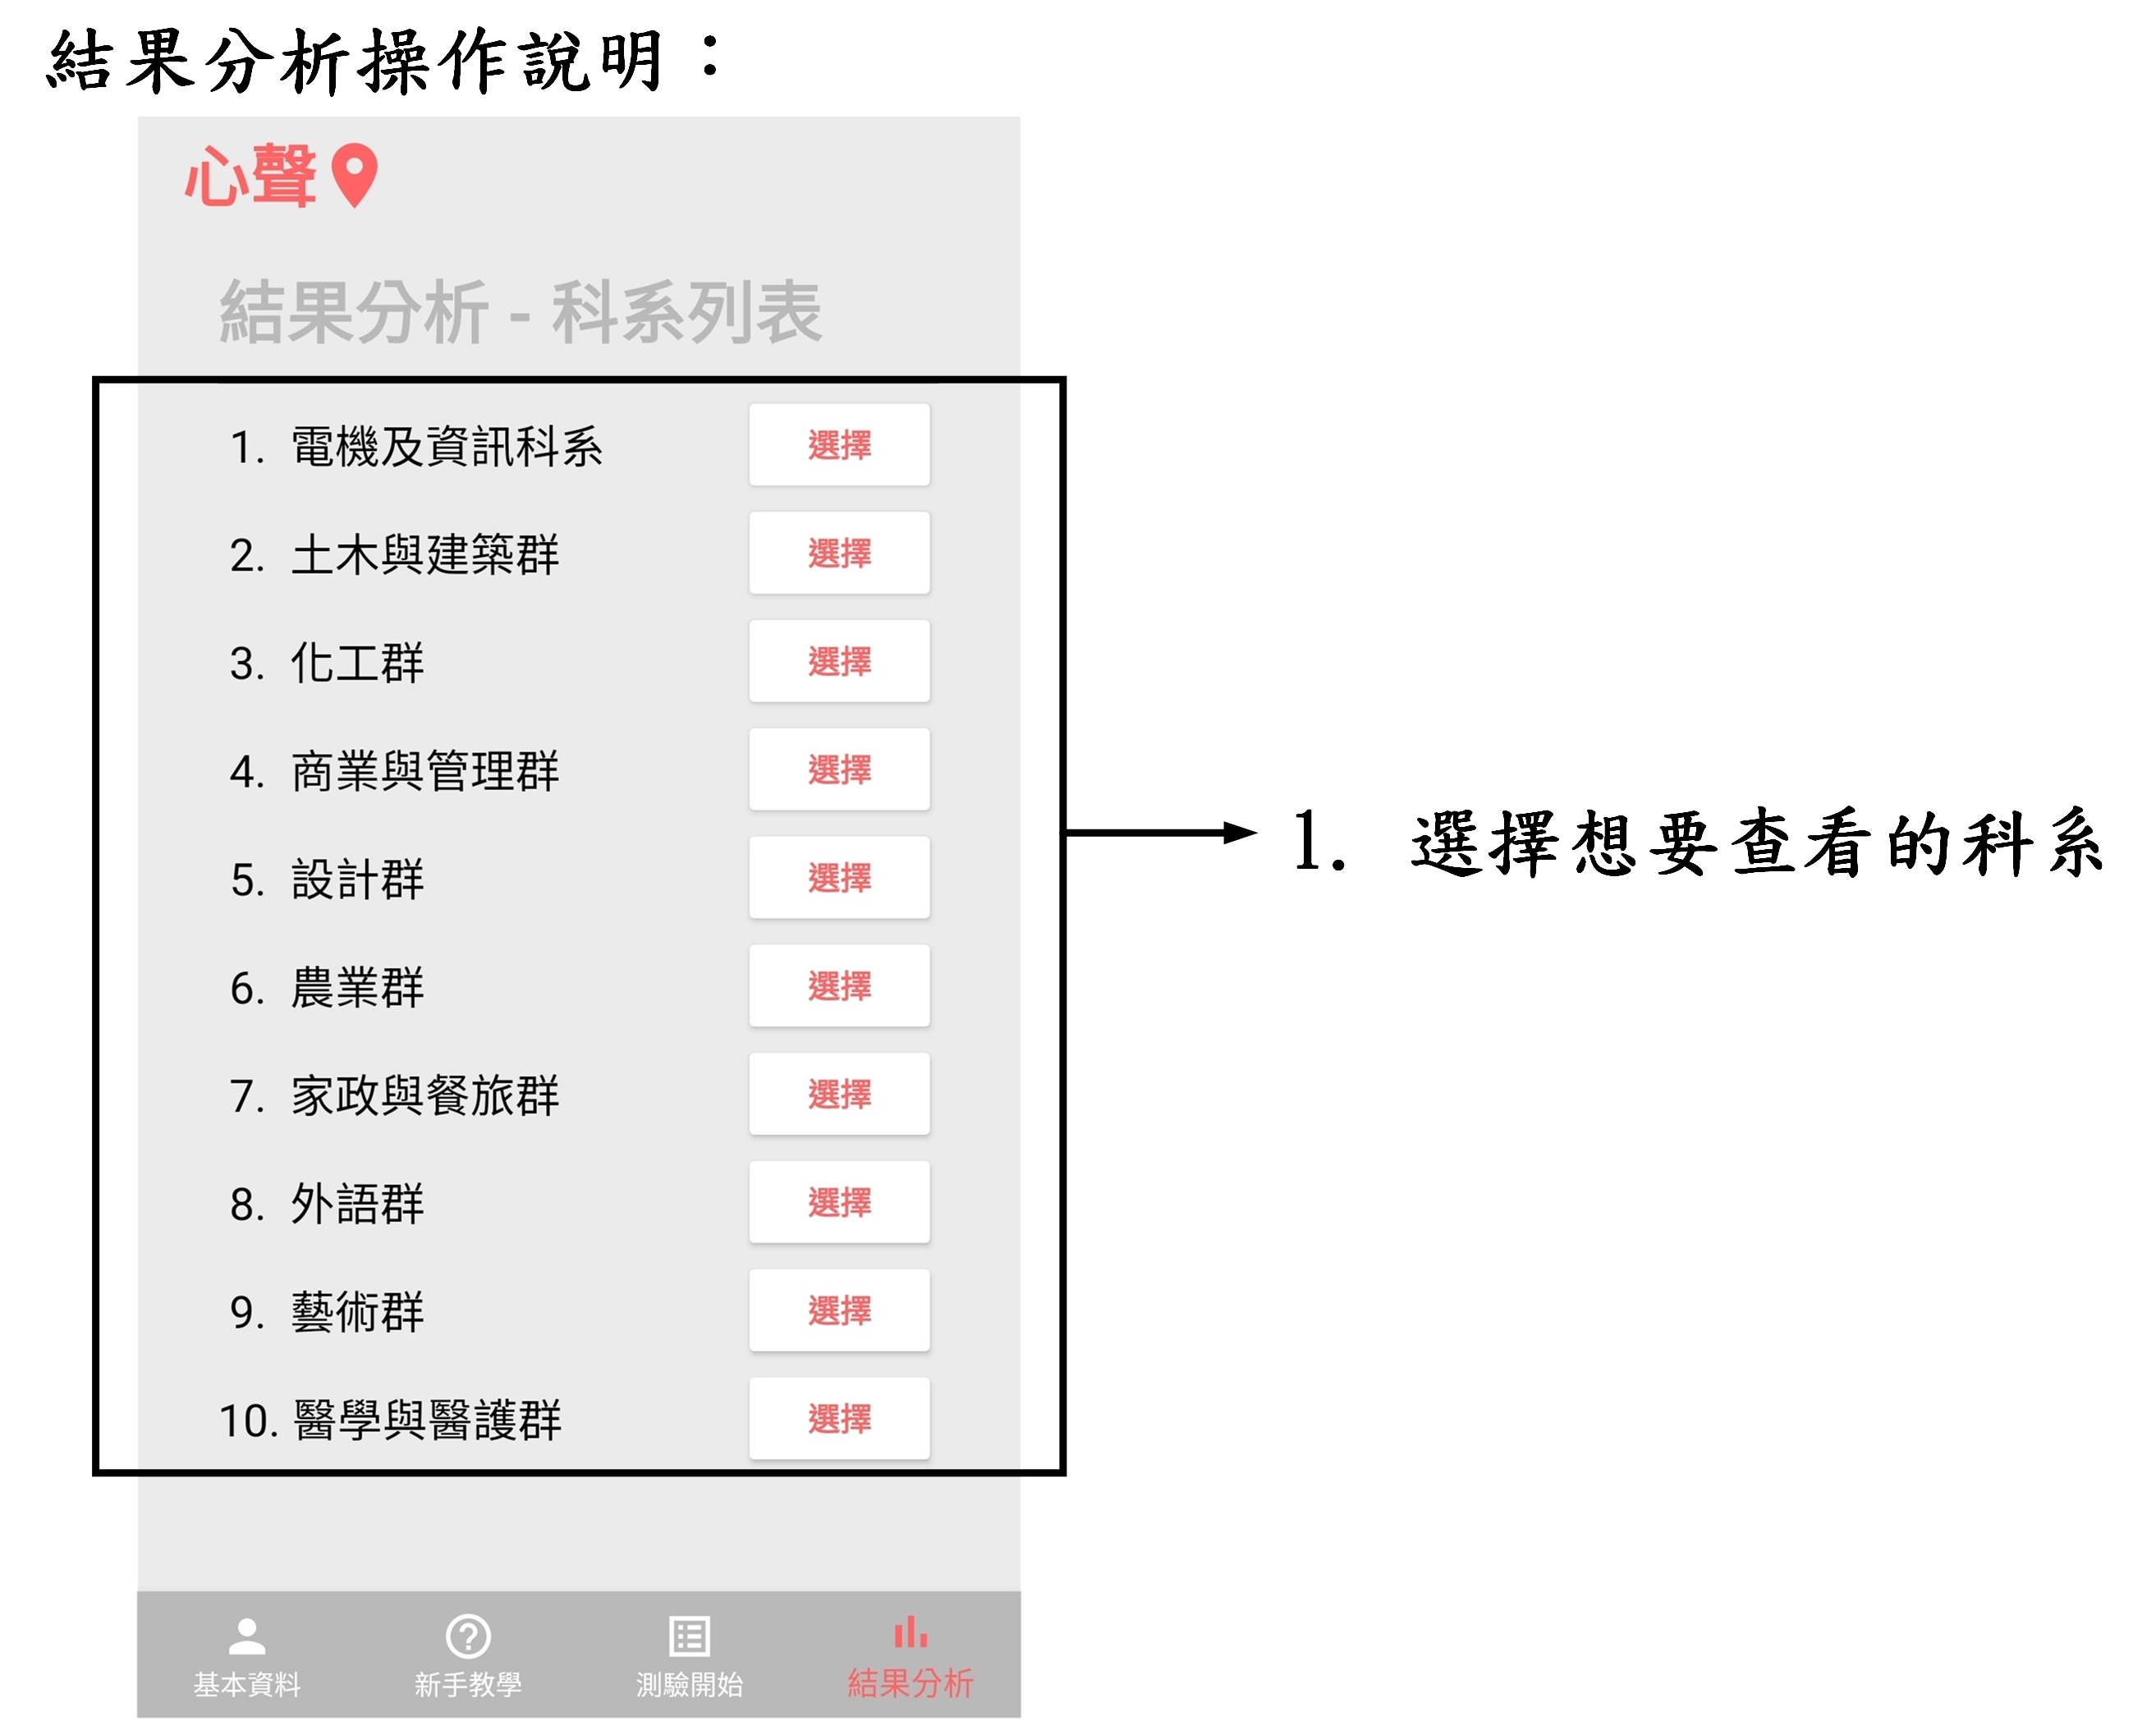 結果分析操作說明：
心聲
結果分析 - 科系列表
1. 電機及資訊科系 選擇
2. 土木與建築群 選擇
3. 化工群 選擇
4. 商業與管理群 選擇
5. 設計群 選擇
6. 農業群 選擇
7. 家政與餐旅群 選擇
8. 外語群 選擇
9. 藝術群 選擇
10. 醫學與醫護群 選擇
1. 選擇想要查看的科系
基本資料 新手教學 測驗開始 結果分析